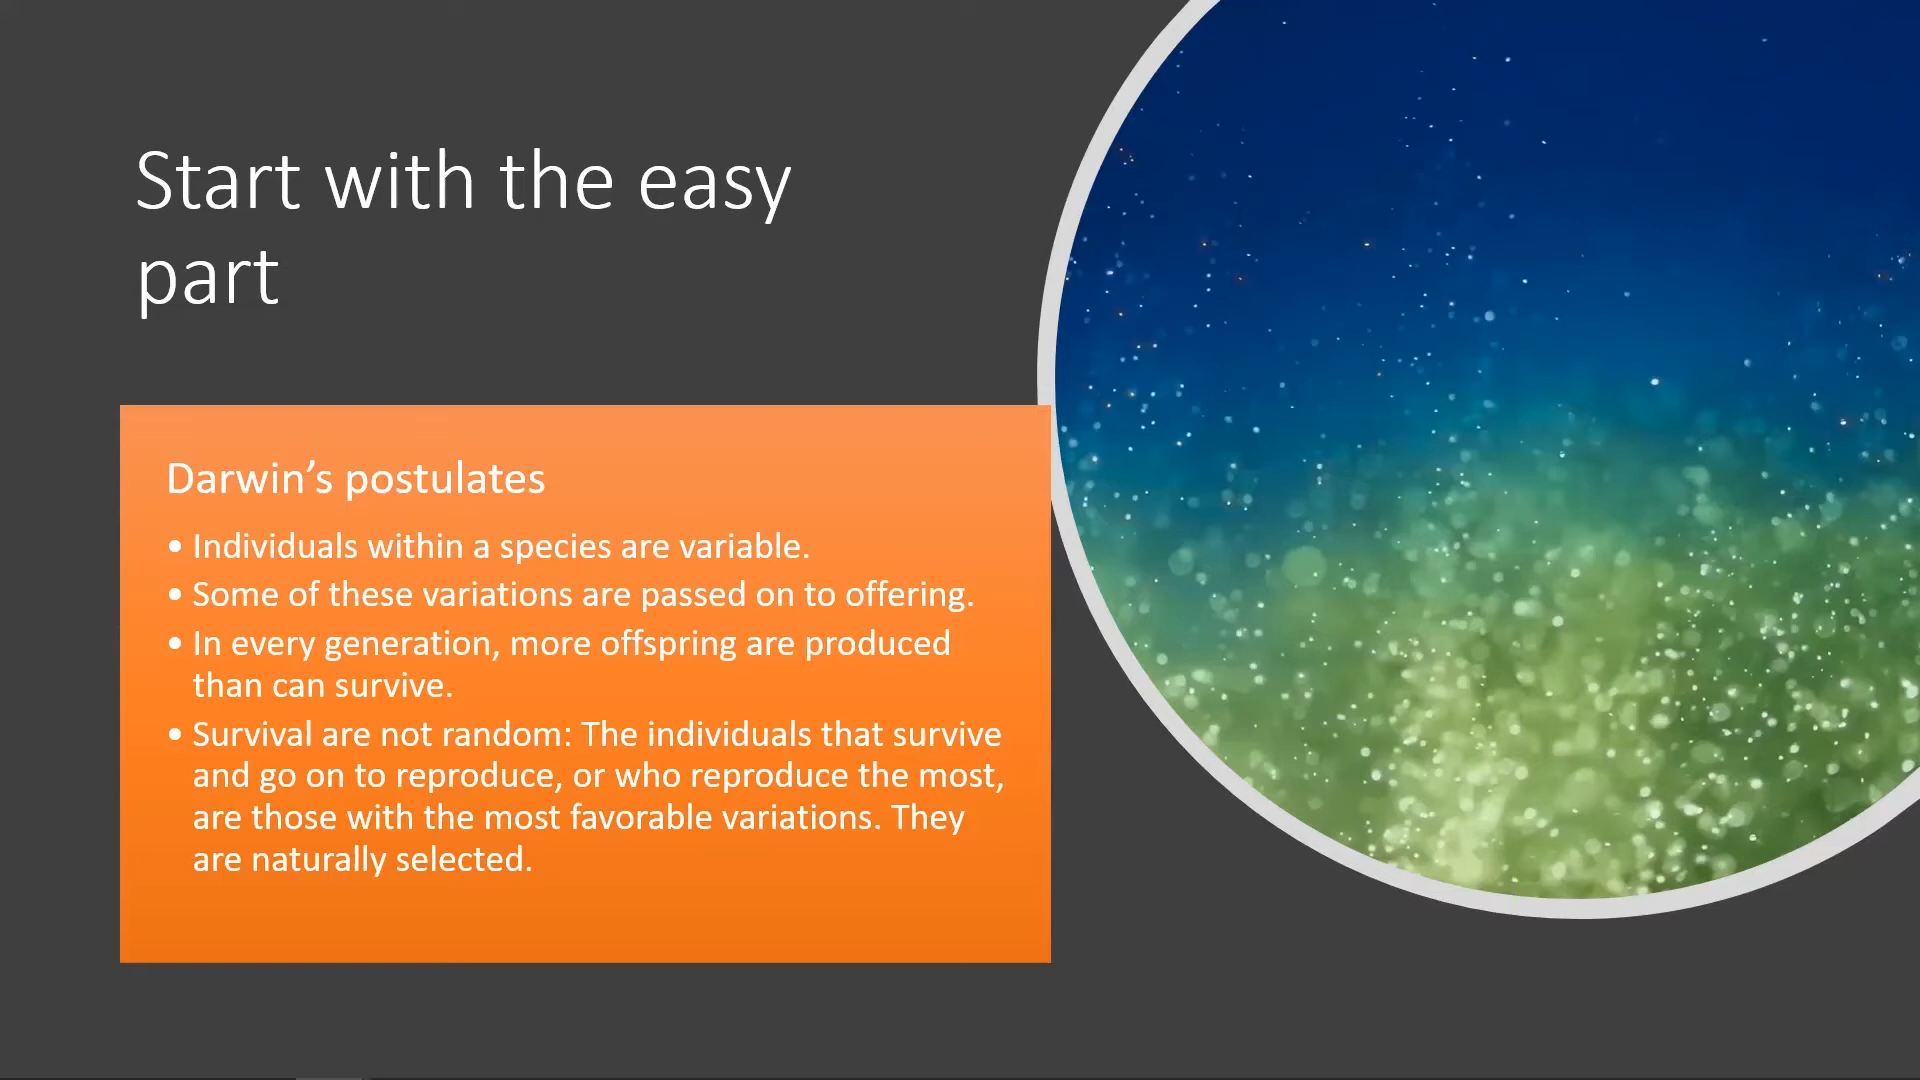 Start with the easy
part
Darwin’s postulates
• Individuals within a species are variable.
• Some of these variations are passed on to offering.
• In every generation, more offspring are produced
than can survive.
• Survival are not random: The individuals that survive
and go on to reproduce, or who reproduce the most,
are those with the most favorable variations. They
are naturally selected.